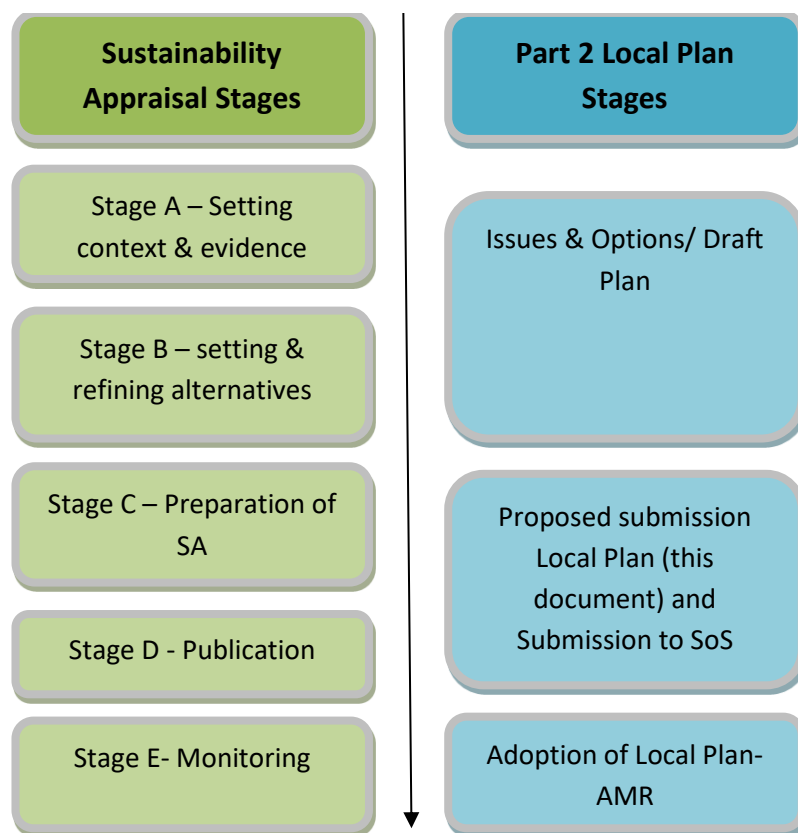 Sustainability
Appraisal Stages
Part 2 Local Plan
Stages
Stage A – Setting
context & evidence
Issues & Options/ Draft
Plan
Stage B – setting &
refining alternatives
Stage C – Preparation of
SA
Proposed submission
Local Plan (this
document) and
Submission to SoS
Stage D - Publication
Stage E- Monitoring
Adoption of Local Plan-
AMR